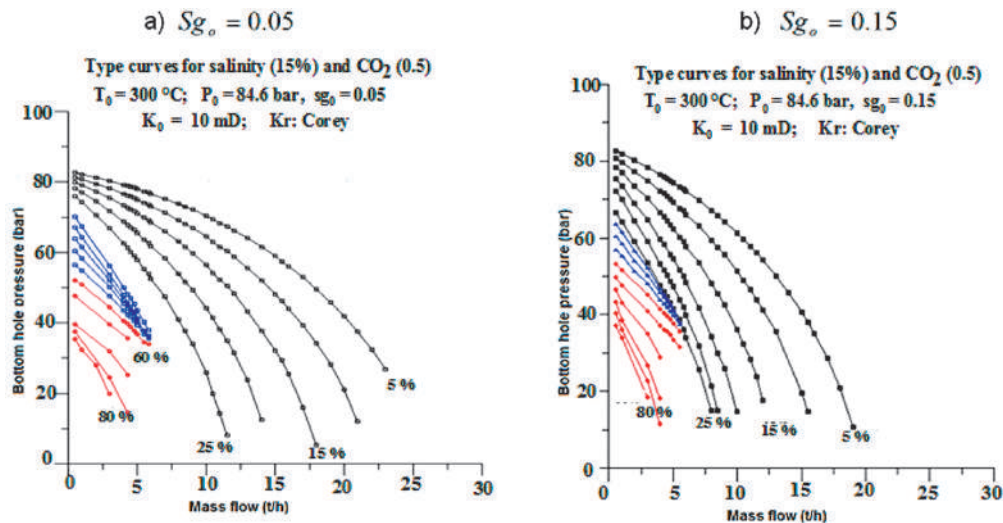 a) Sgₒ = 0.05
Type curves for salinity (15%) and CO₂ (0.5)
T₀ = 300 °C; P₀ = 84.6 bar, sg₀ = 0.05
K₀ = 10 mD; Kr: Corey
100
80
60
40
20
0
Bottom hole pressure (bar)
60 %
80 %
25 %
15 %
5 %
0 5 10 15 20 25 30
Mass flow (t/h)
b) Sgₒ = 0.15
Type curves for salinity (15%) and CO₂ (0.5)
T₀ = 300 °C; P₀ = 84.6 bar, sg₀ = 0.15
K₀ = 10 mD; Kr: Corey
100
80
60
40
20
0
Bottom hole pressure (bar)
80 %
25 %
15 %
5 %
0 5 10 15 20 25 30
Mass flow (t/h)